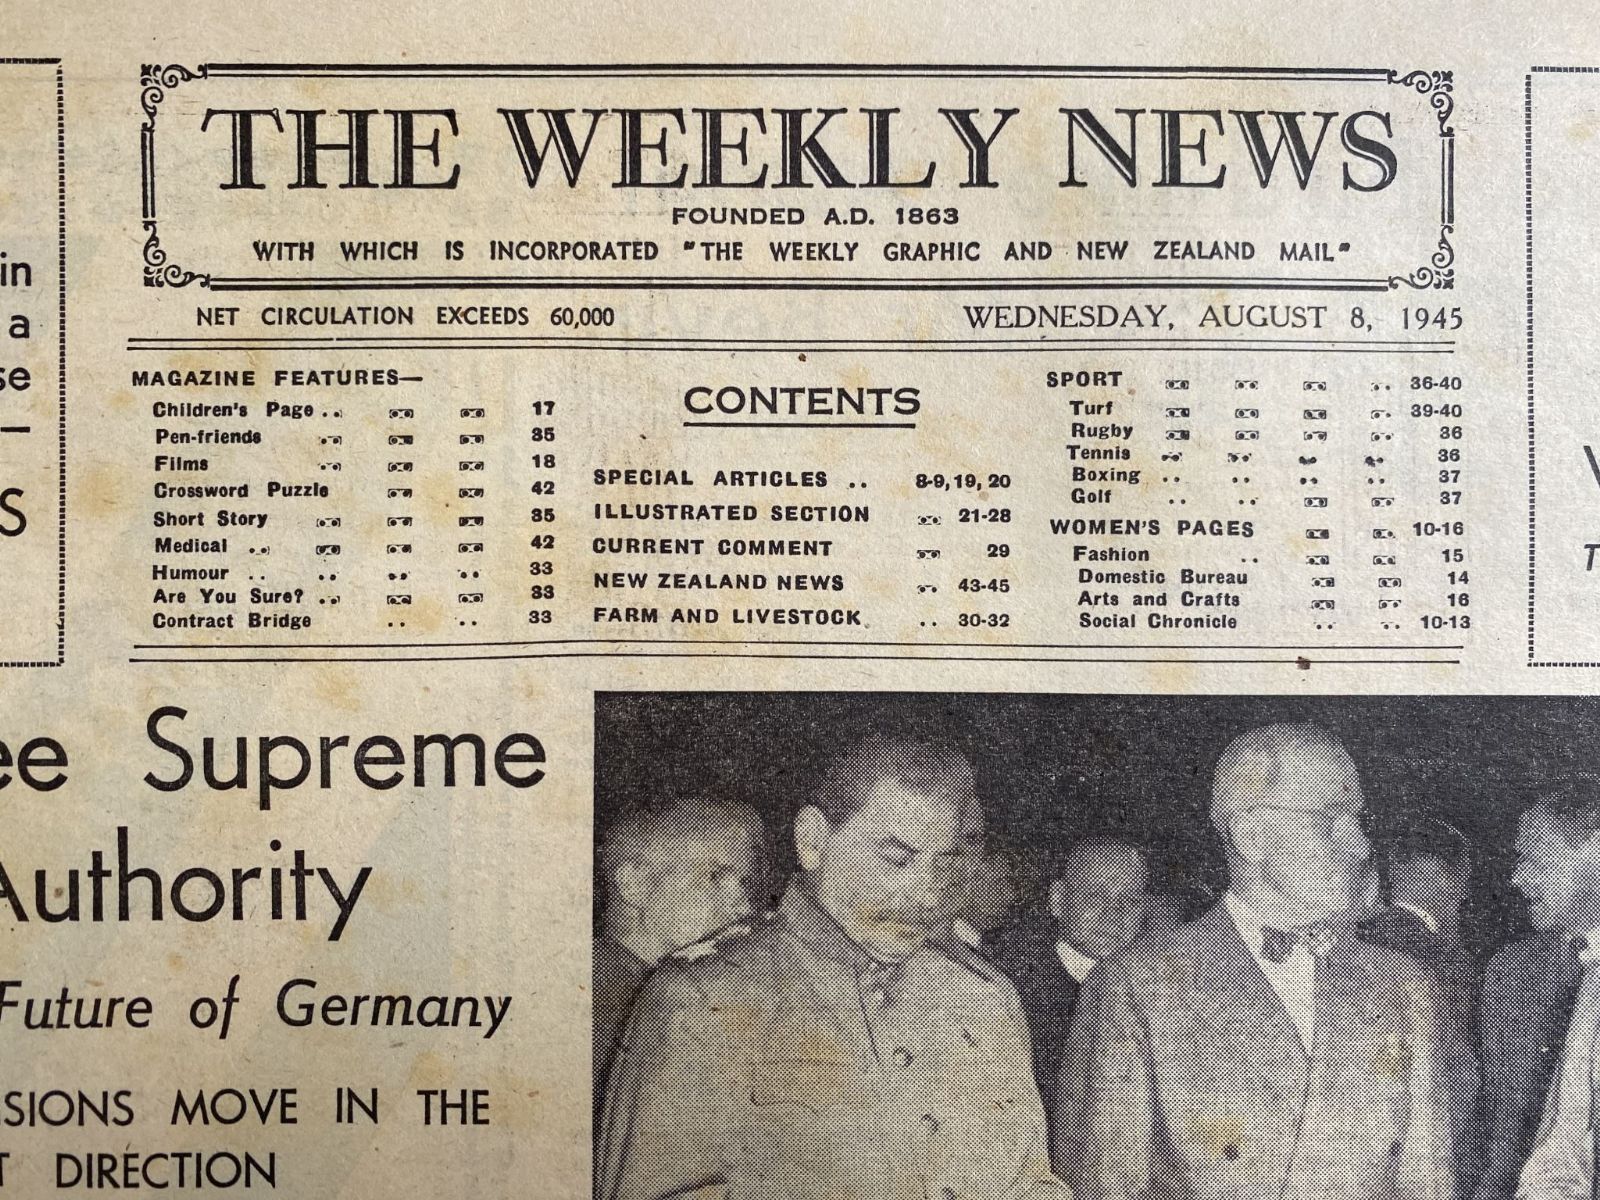 THE WEEKLY NEWS
FOUNDED A.D. 1863
WITH WHICH IS INCORPORATED "THE WEEKLY GRAPHIC AND NEW ZEALAND MAIL"
NET CIRCULATION EXCEEDS 60,000
WEDNESDAY, AUGUST 8, 1945
MAGAZINE FEATURES—
Children's Page .. .. .. 17
Pen-friends .. .. .. 35
Films .. .. .. 18
Crossword Puzzle .. .. 42
Short Story .. .. .. 35
Medical .. .. .. .. 42
Humour .. .. .. .. 33
Are You Sure? .. .. .. 33
Contract Bridge .. .. 33
CONTENTS
SPECIAL ARTICLES .. 8-9, 19, 20
ILLUSTRATED SECTION .. 21-28
CURRENT COMMENT .. 29
NEW ZEALAND NEWS .. 43-45
FARM AND LIVESTOCK .. 30-32
SPORT .. .. .. .. 36-40
Turf .. .. .. .. 39-40
Rugby .. .. .. .. 36
Tennis .. .. .. .. 36
Boxing .. .. .. .. 37
Golf .. .. .. .. 37
WOMEN'S PAGES .. .. 10-16
Fashion .. .. .. 15
Domestic Bureau .. .. 14
Arts and Crafts .. .. 16
Social Chronicle .. .. 10-13
in
a
se
—
S
ee Supreme
Authority
Future of Germany
SIONS MOVE IN THE
T DIRECTION